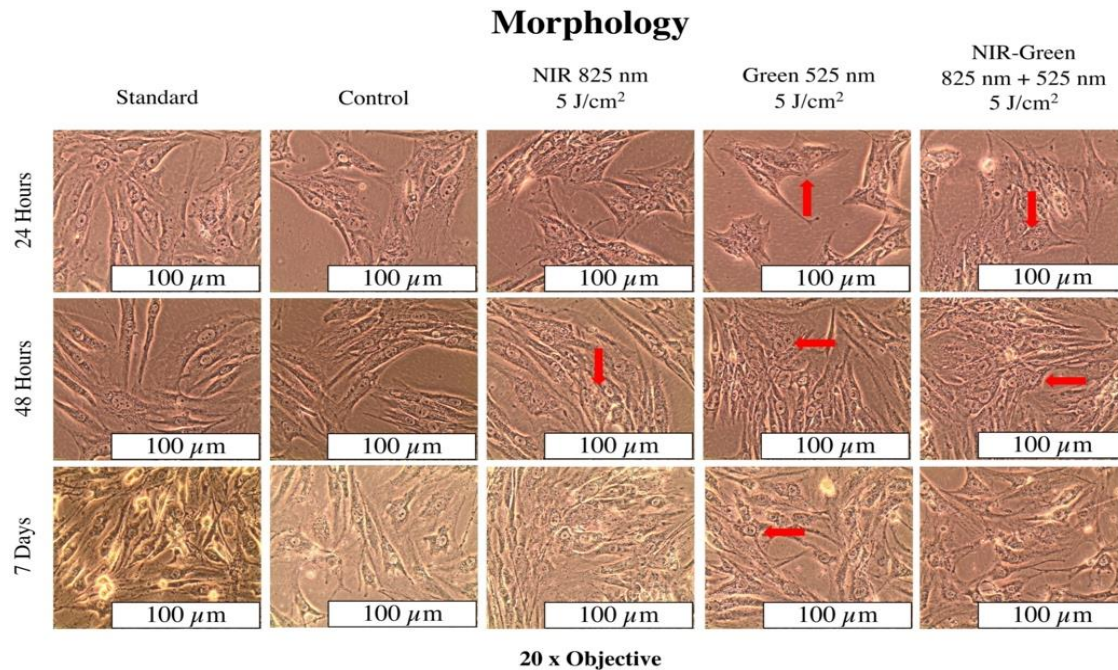 Morphology
Standard
Control
NIR 825 nm
5 J/cm²
Green 525 nm
5 J/cm²
NIR-Green
825 nm + 525 nm
5 J/cm²
24 Hours
100 µm
100 µm
100 µm
100 µm
100 µm
48 Hours
100 µm
100 µm
100 µm
100 µm
100 µm
7 Days
100 µm
100 µm
100 µm
100 µm
100 µm
20 x Objective